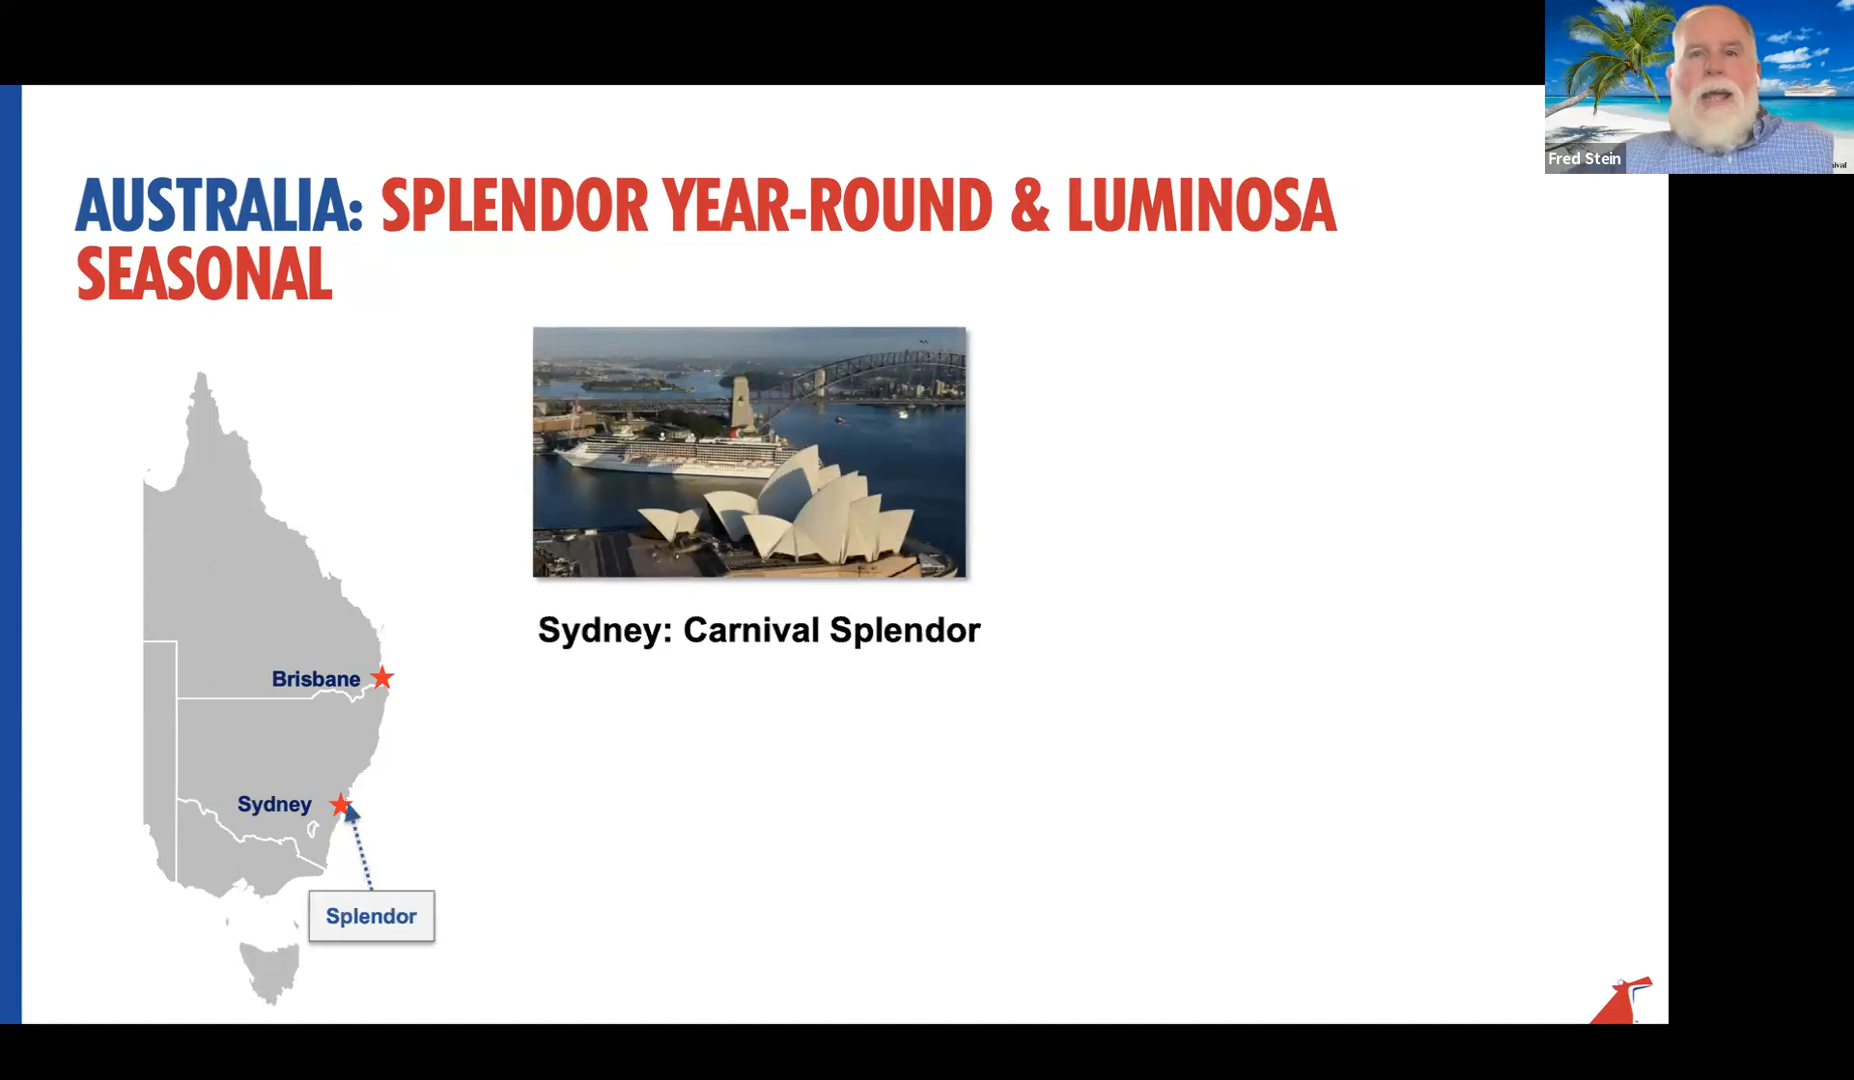 Fred Stein
AUSTRALIA: SPLENDOR YEAR-ROUND & LUMINOSA
SEASONAL
Sydney: Carnival Splendor
Brisbane
Sydney
Splendor